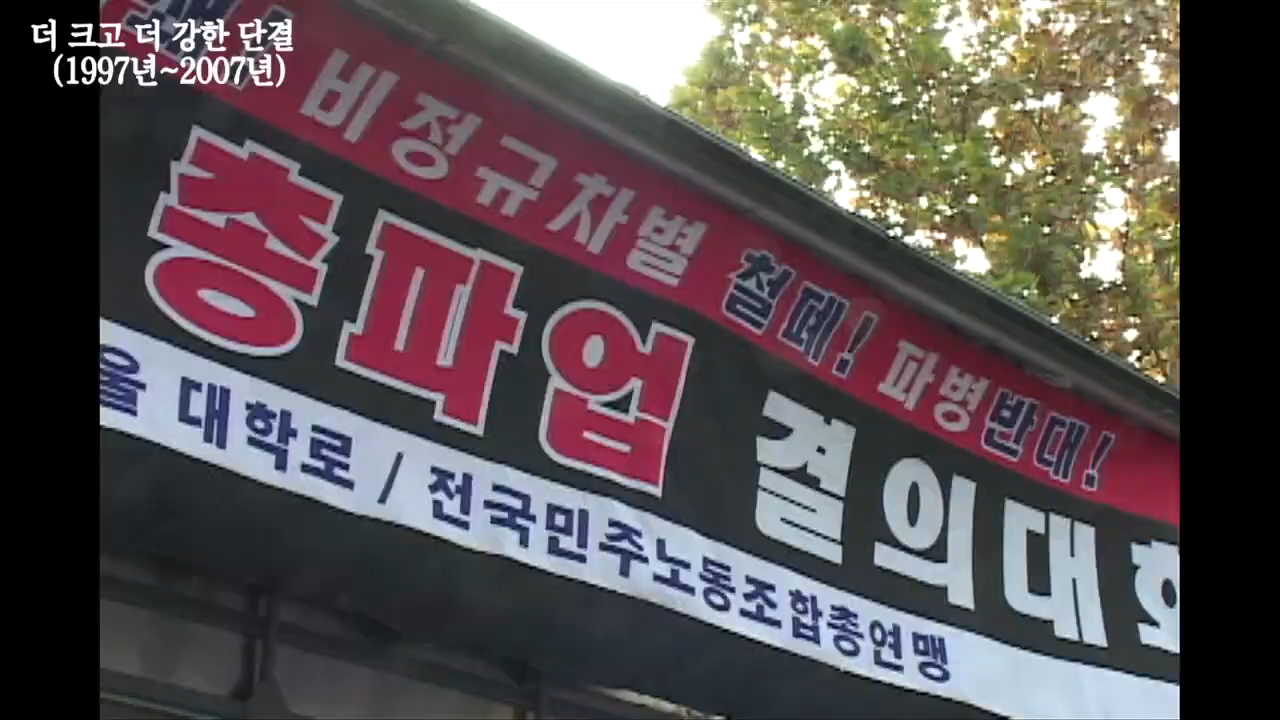 더 크고 더 강한 단결
(1997년~2007년)
비정규차별 철폐! 파병반대!
총파업 결의대회
대학로 / 전국민주노동조합총연맹